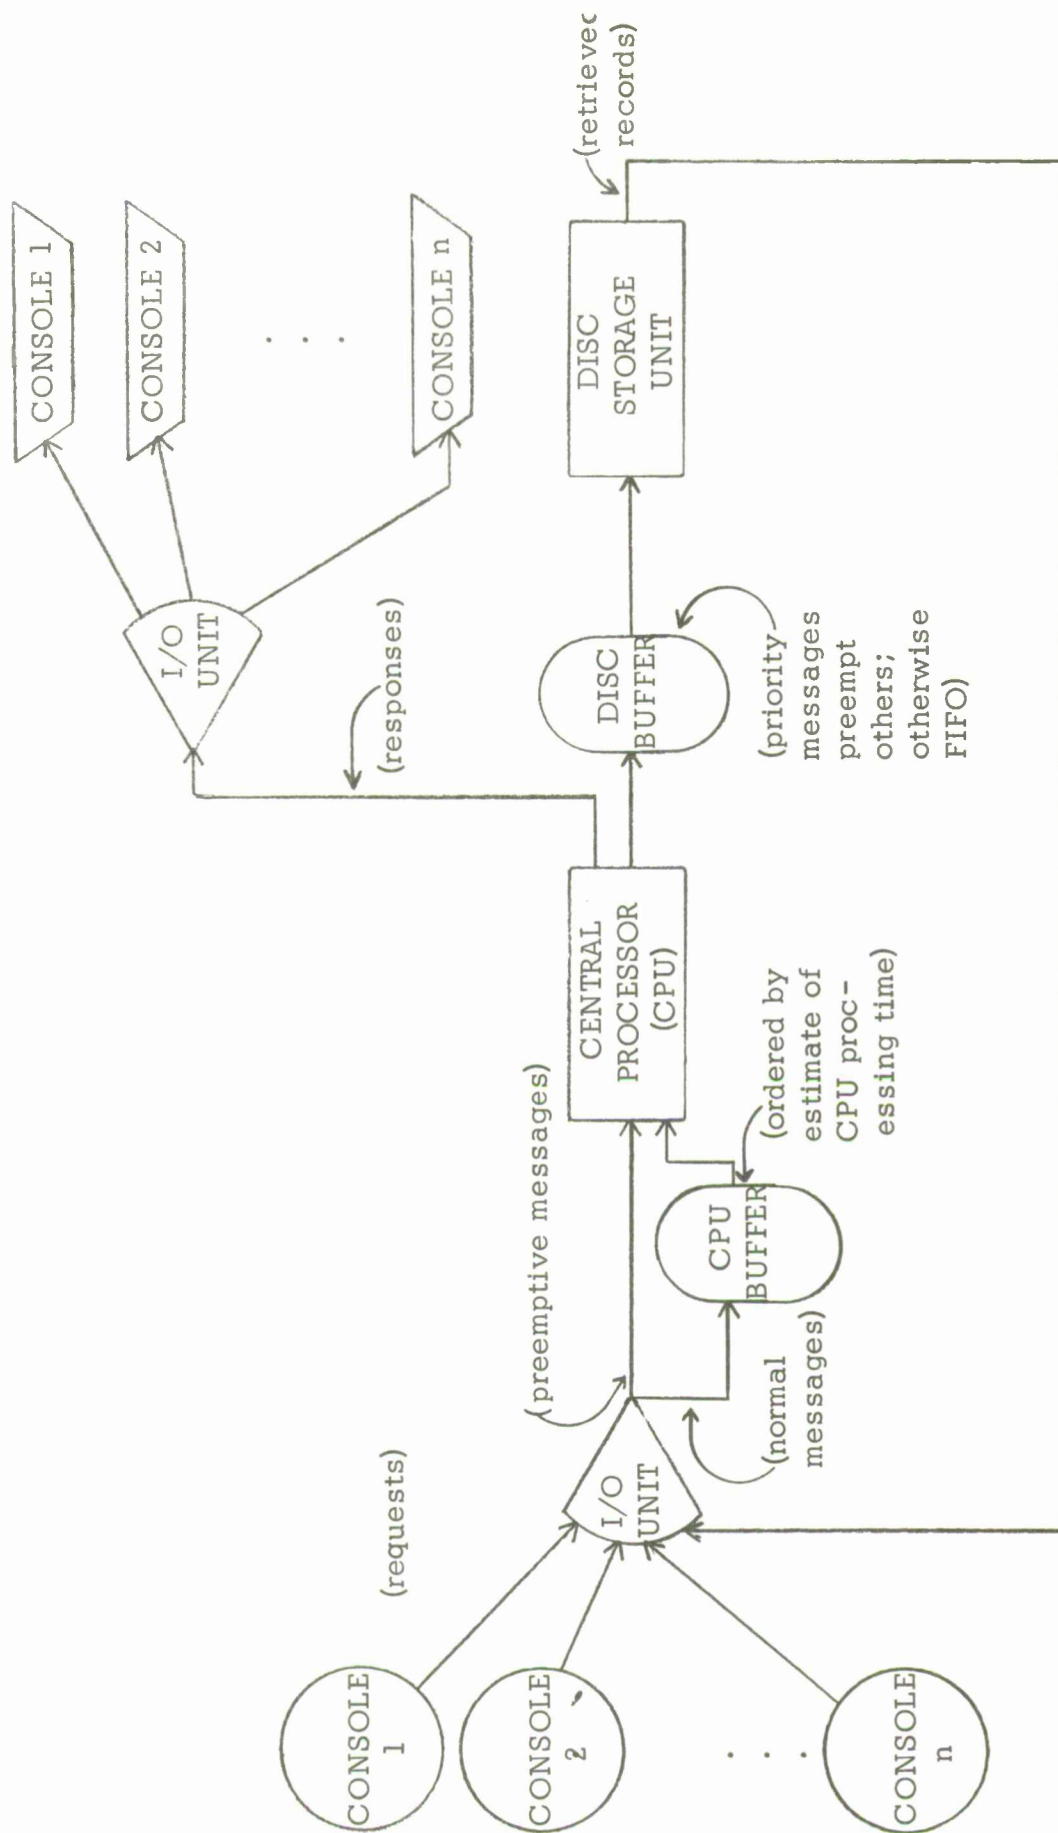 CONSOLE
1
CONSOLE
2
. . .
CONSOLE
n
(requests)
I/O
UNIT
(preemptive messages)
(normal
messages)
CPU
BUFFER
(ordered by
estimate of
CPU proc-
essing time)
CENTRAL
PROCESSOR
(CPU)
(responses)
I/O
UNIT
CONSOLE 1
CONSOLE 2
. . .
CONSOLE n
DISC
BUFFER
(priority
messages
preempt
others;
otherwise
FIFO)
DISC
STORAGE
UNIT
(retrieved
records)